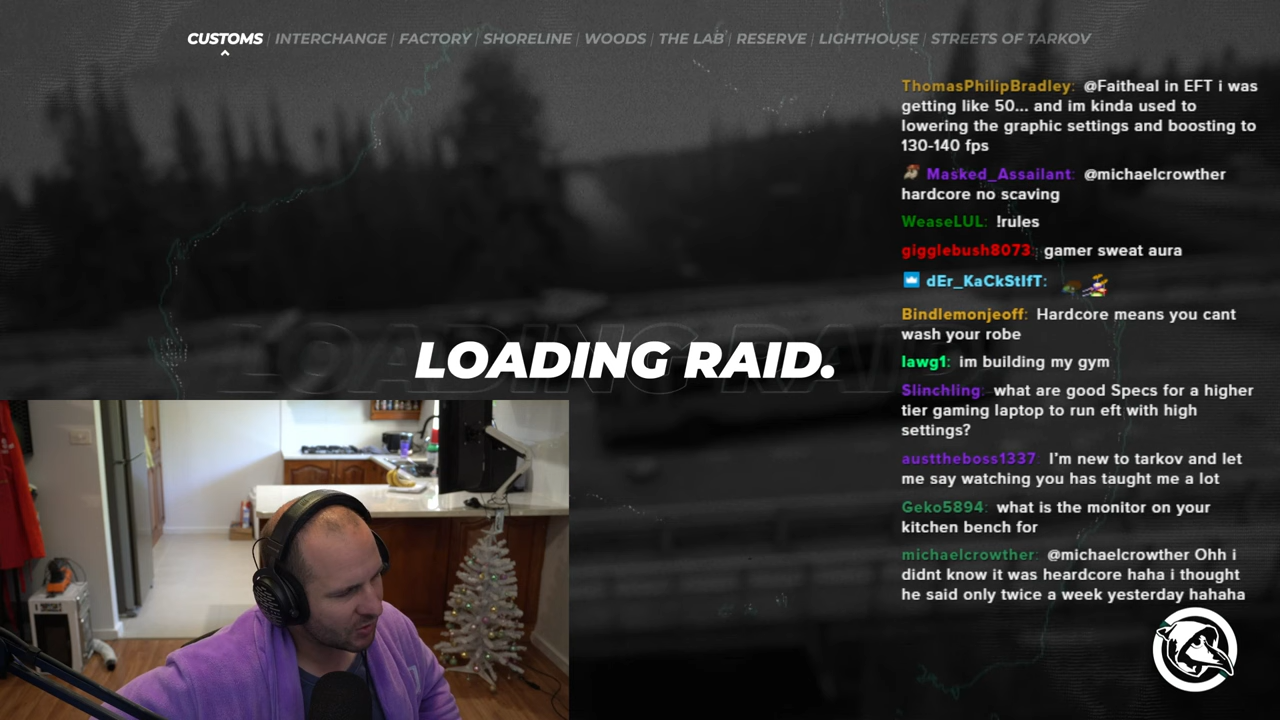 CUSTOMS | INTERCHANGE | FACTORY | SHORELINE | WOODS | THE LAB | RESERVE | LIGHTHOUSE | STREETS OF TARKOV
LOADING RAID.
ThomasPhilipBradley: @Faitheal in EFT i was
getting like 50... and im kinda used to
lowering the graphic settings and boosting to
130-140 fps
Masked_Assailant: @michaelcrowther
hardcore no scaving
WeaseLUL: !rules
gigglebush8073: gamer sweat aura
dEr_KaCkStIfT:
Bindlemonjeoff: Hardcore means you cant
wash your robe
lawg1: im building my gym
Slinchling: what are good Specs for a higher
tier gaming laptop to run eft with high
settings?
austtheboss1337: I'm new to tarkov and let
me say watching you has taught me a lot
Geko5894: what is the monitor on your
kitchen bench for
michaelcrowther: @michaelcrowther Ohh i
didnt know it was heardcore haha i thought
he said only twice a week yesterday hahaha